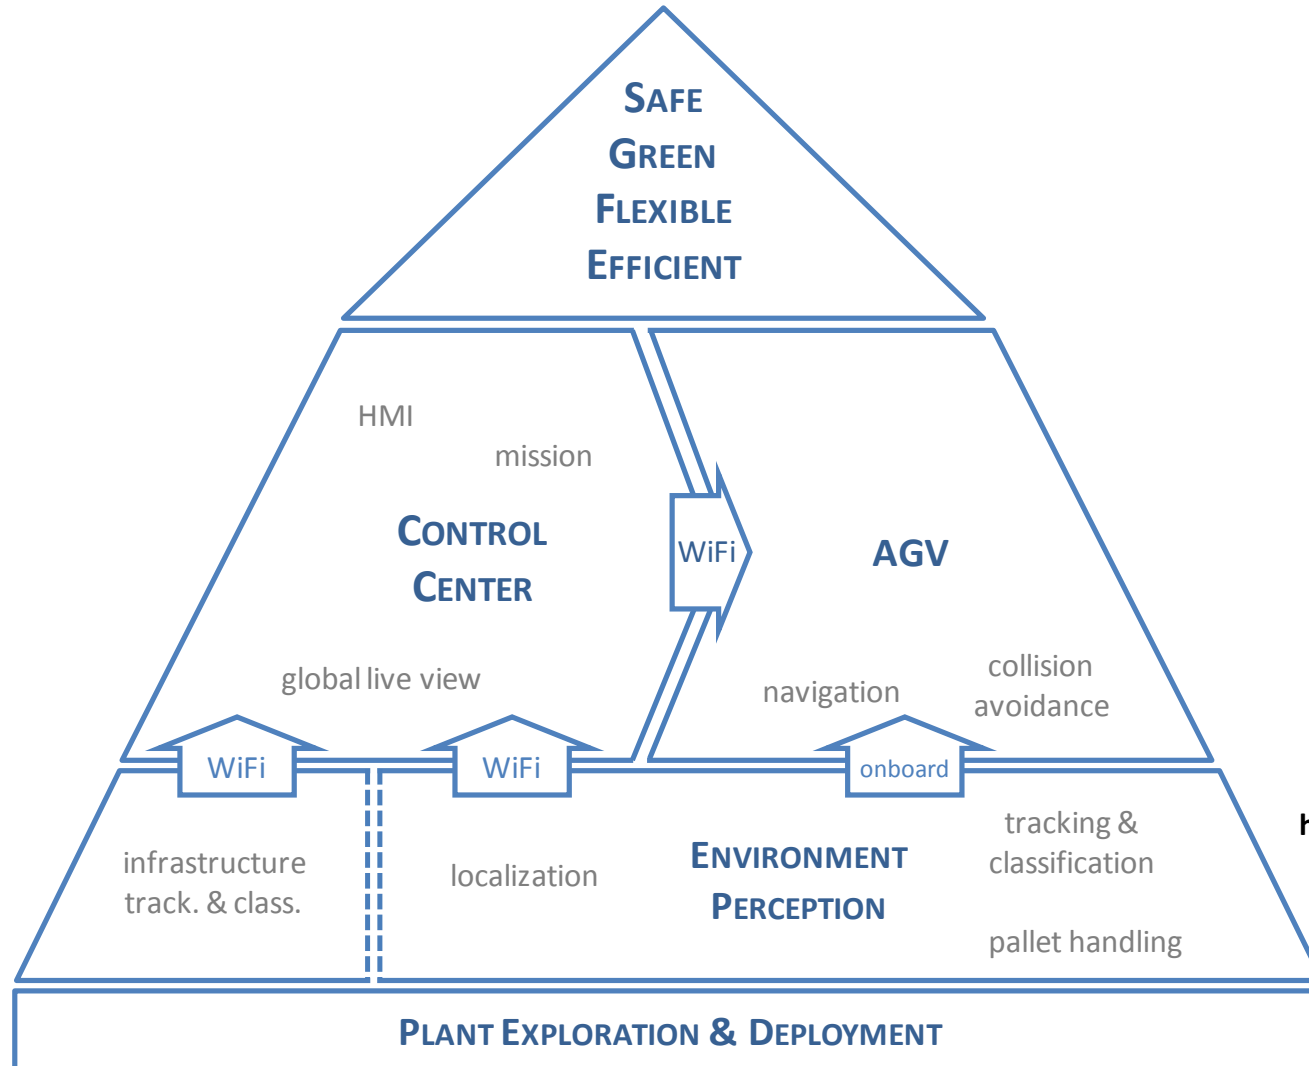 SAFE
GREEN
FLEXIBLE
EFFICIENT
HMI
mission
CONTROL
CENTER
WiFi
AGV
global live view
navigation
collision
avoidance
WiFi
WiFi
onboard
infrastructure
track. & class.
localization
ENVIRONMENT
PERCEPTION
tracking &
classification
pallet handling
PLANT EXPLORATION & DEPLOYMENT